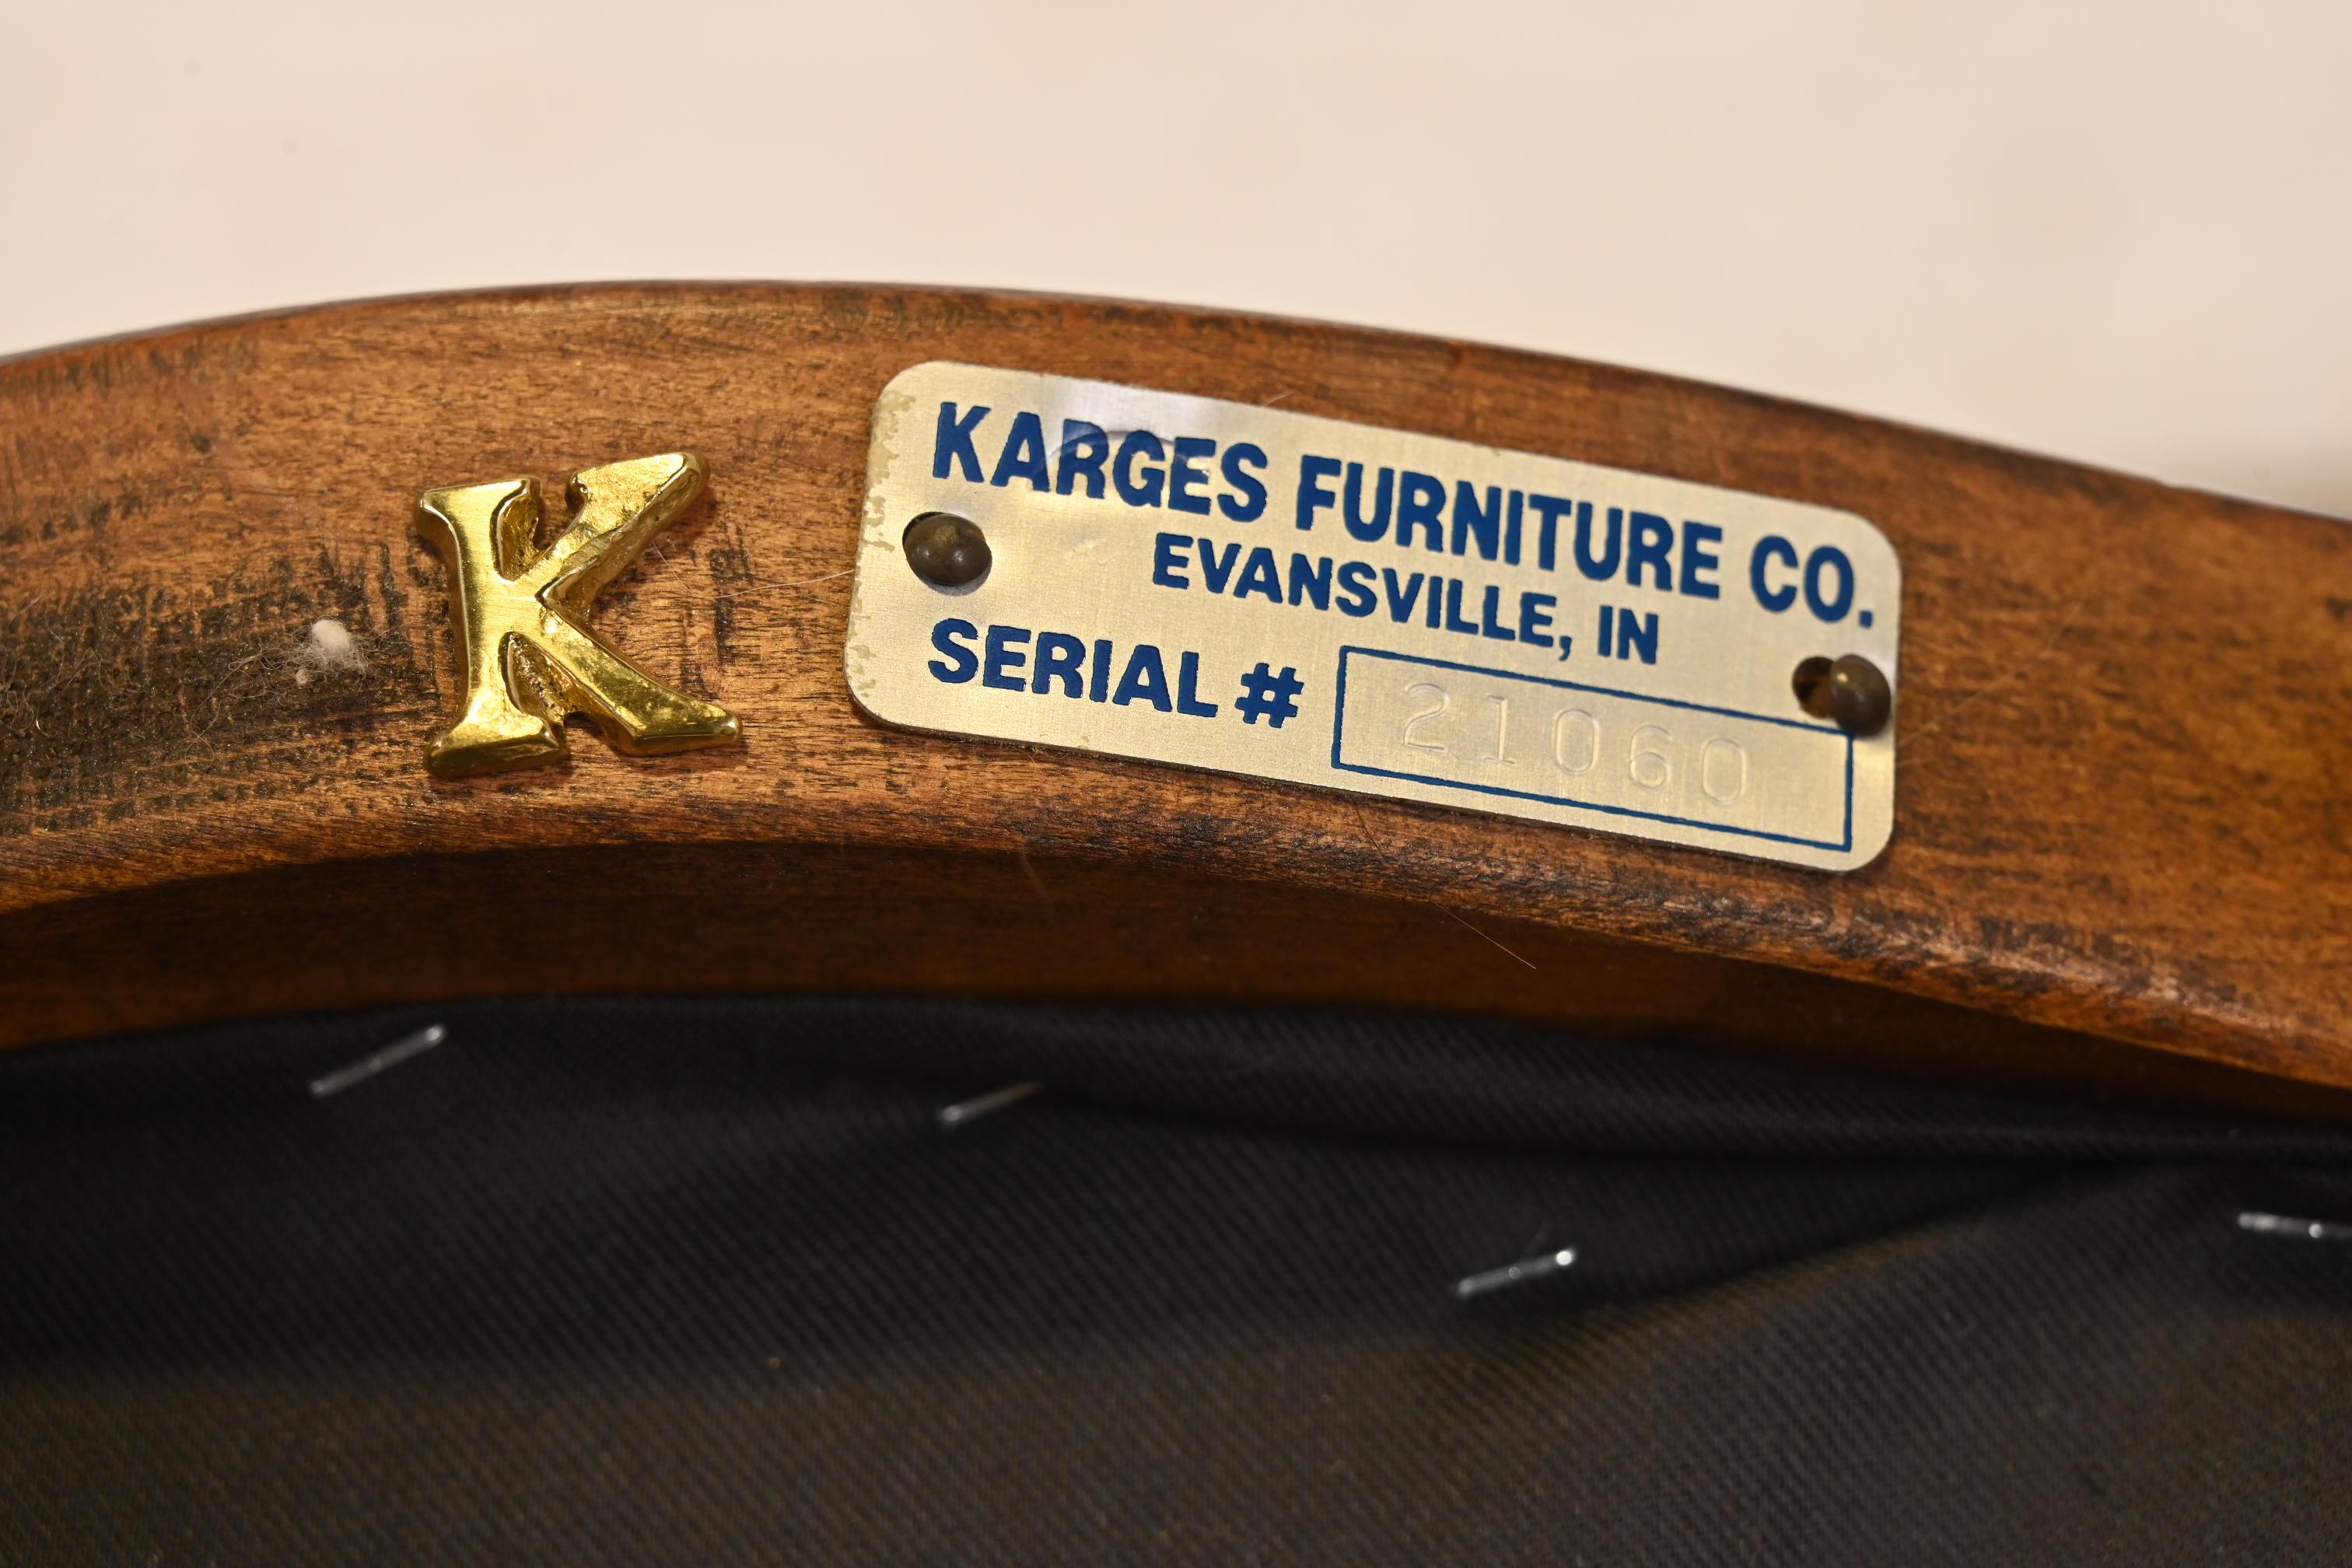 K
KARGES FURNITURE CO.
EVANSVILLE, IN
SERIAL # 21060